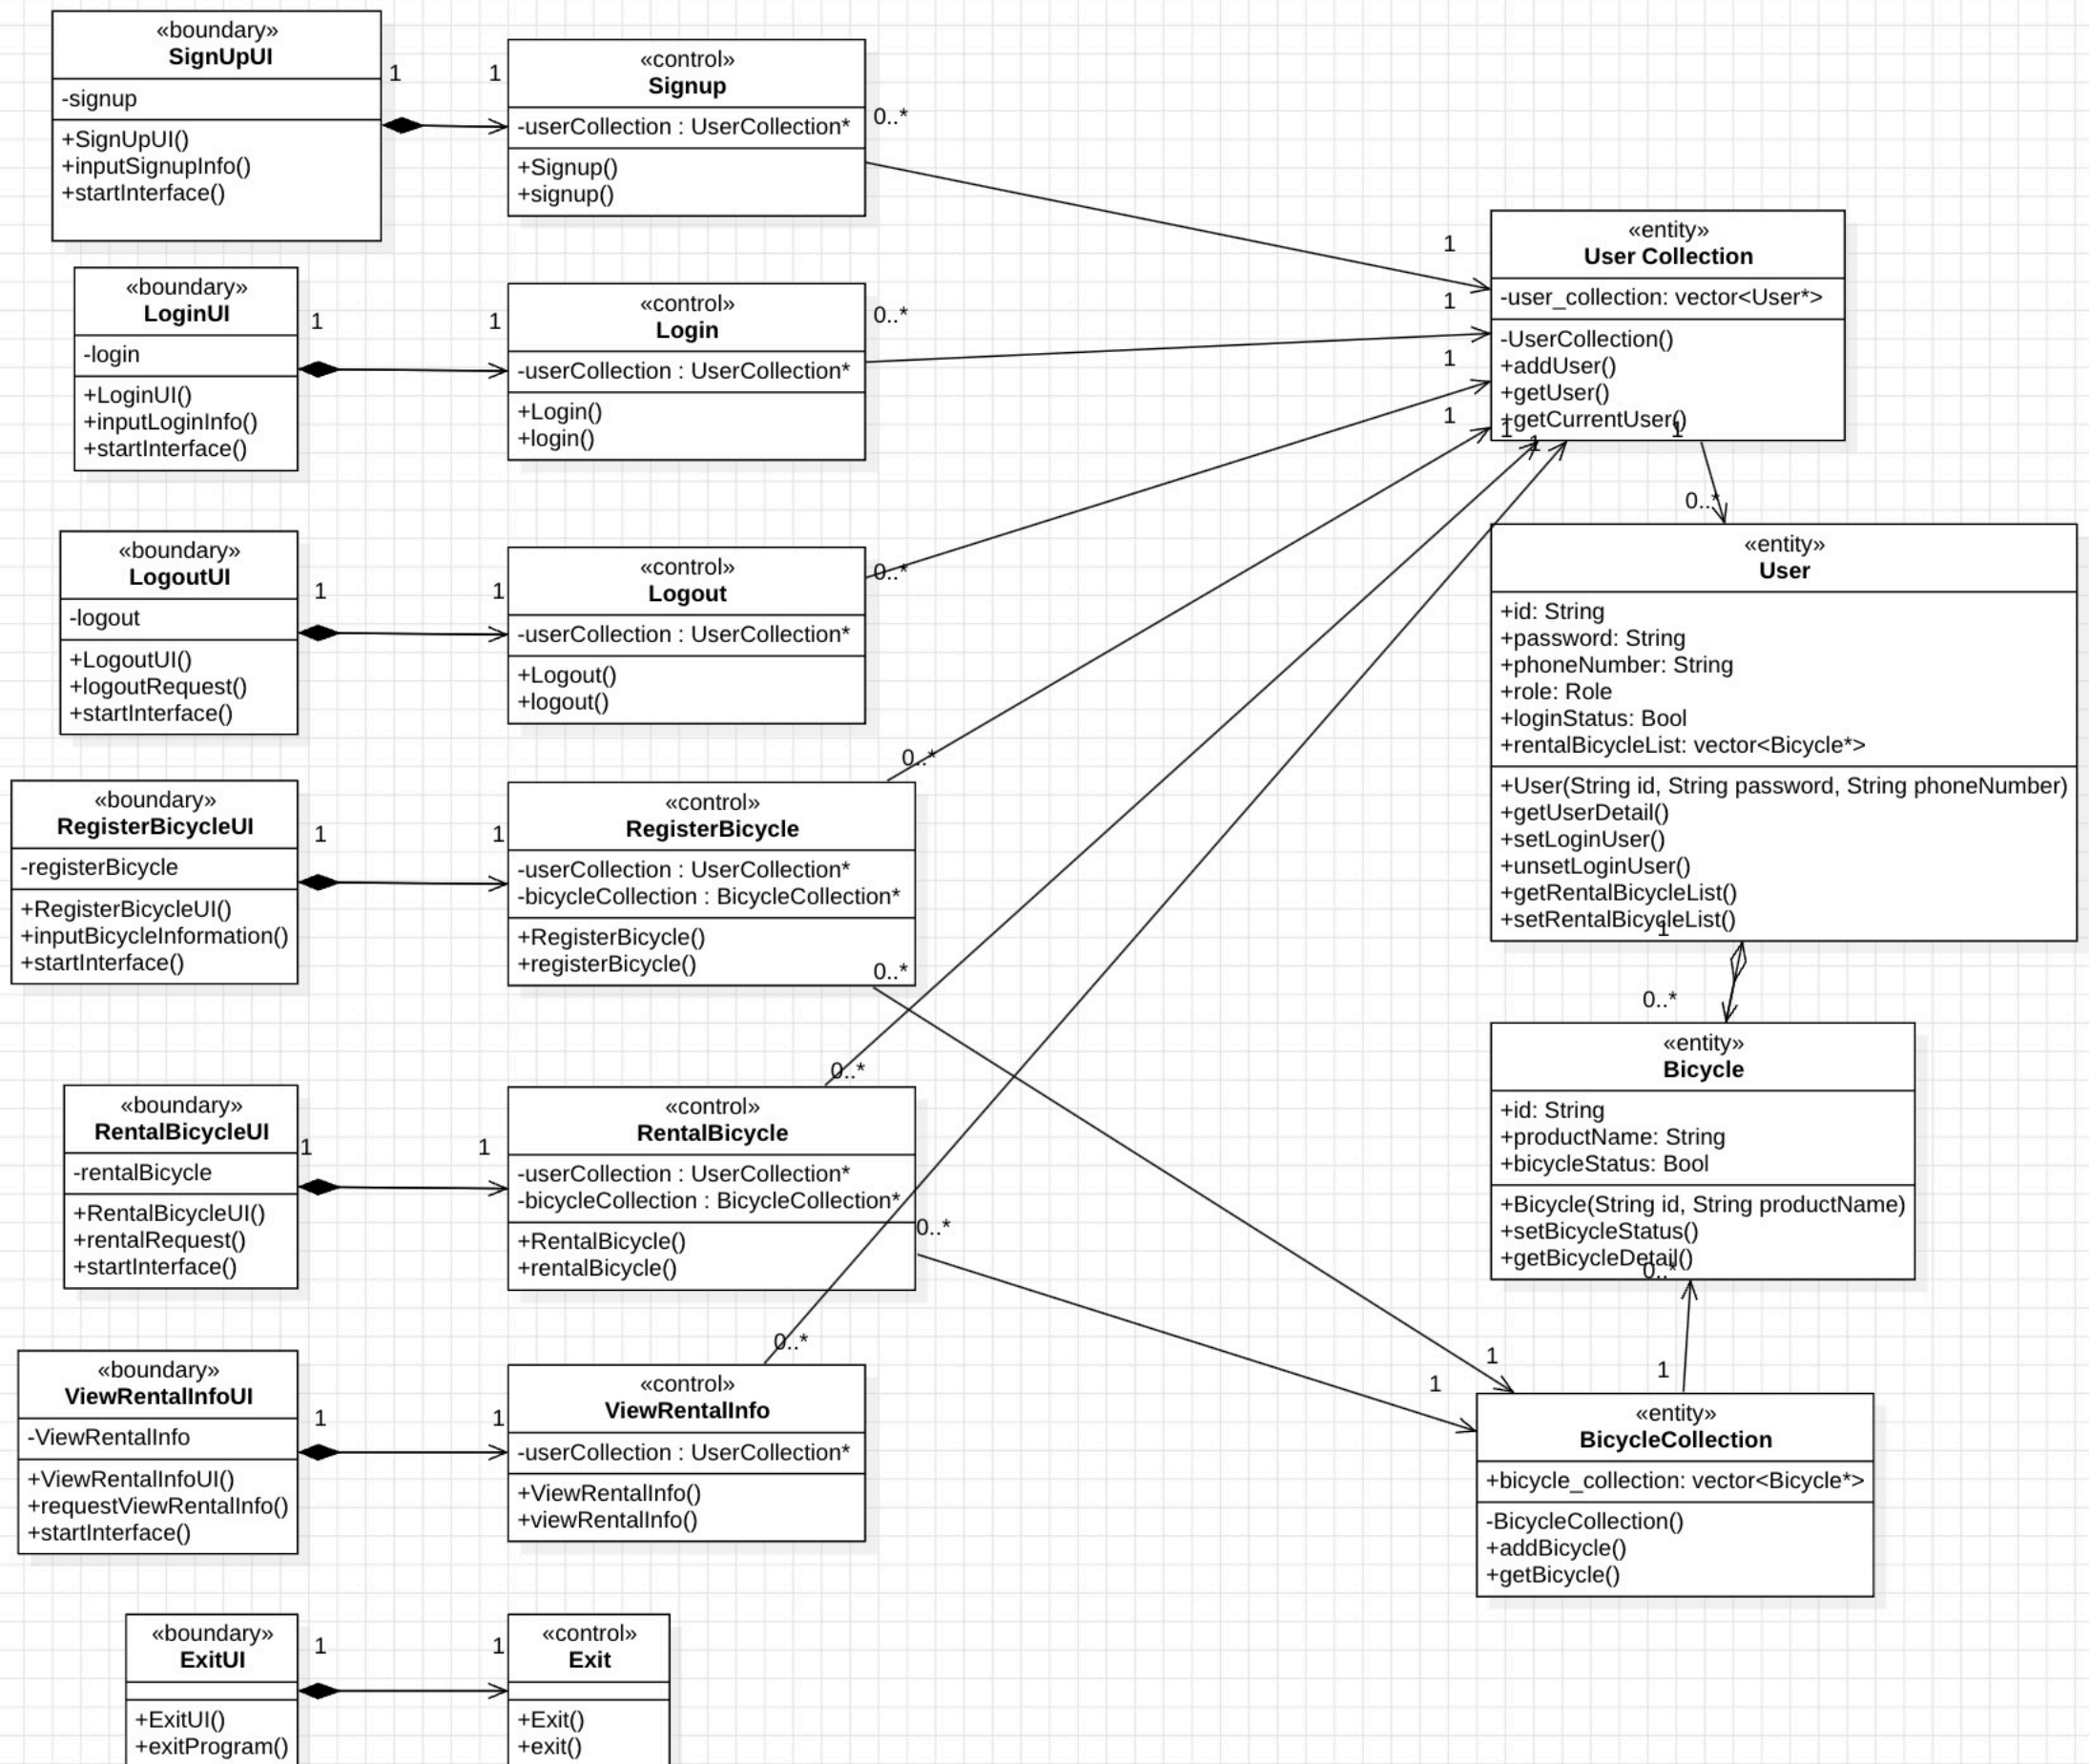 «boundary»
SignUpUI
-signup
+SignUpUI()
+inputSignupInfo()
+startInterface()
1
1
«control»
Signup
-userCollection : UserCollection*
+Signup()
+signup()
0..*
1
«boundary»
LoginUI
-login
+LoginUI()
+inputLoginInfo()
+startInterface()
1
1
«control»
Login
-userCollection : UserCollection*
+Login()
+login()
0..*
1
«boundary»
LogoutUI
-logout
+LogoutUI()
+logoutRequest()
+startInterface()
1
1
«control»
Logout
-userCollection : UserCollection*
+Logout()
+logout()
0..*
1
«boundary»
RegisterBicycleUI
-registerBicycle
+RegisterBicycleUI()
+inputBicycleInformation()
+startInterface()
1
1
«control»
RegisterBicycle
-userCollection : UserCollection*
-bicycleCollection : BicycleCollection*
+RegisterBicycle()
+registerBicycle()
0..*
1
0..*
1
«boundary»
RentalBicycleUI
-rentalBicycle
+RentalBicycleUI()
+rentalRequest()
+startInterface()
1
1
«control»
RentalBicycle
-userCollection : UserCollection*
-bicycleCollection : BicycleCollection*
+RentalBicycle()
+rentalBicycle()
0..*
1
0..*
1
«boundary»
ViewRentalInfoUI
-ViewRentalInfo
+ViewRentalInfoUI()
+requestViewRentalInfo()
+startInterface()
1
1
«control»
ViewRentalInfo
-userCollection : UserCollection*
+ViewRentalInfo()
+viewRentalInfo()
0..*
1
«boundary»
ExitUI
+ExitUI()
+exitProgram()
1
1
«control»
Exit
+Exit()
+exit()
«entity»
User Collection
-user_collection: vector<User*>
-UserCollection()
+addUser()
+getUser()
+getCurrentUser()
1
0..*
«entity»
User
+id: String
+password: String
+phoneNumber: String
+role: Role
+loginStatus: Bool
+rentalBicycleList: vector<Bicycle*>
+User(String id, String password, String phoneNumber)
+getUserDetail()
+setLoginUser()
+unsetLoginUser()
+getRentalBicycleList()
+setRentalBicycleList()
1
0..*
«entity»
Bicycle
+id: String
+productName: String
+bicycleStatus: Bool
+Bicycle(String id, String productName)
+setBicycleStatus()
+getBicycleDetail()
0..*
1
«entity»
BicycleCollection
+bicycle_collection: vector<Bicycle*>
-BicycleCollection()
+addBicycle()
+getBicycle()